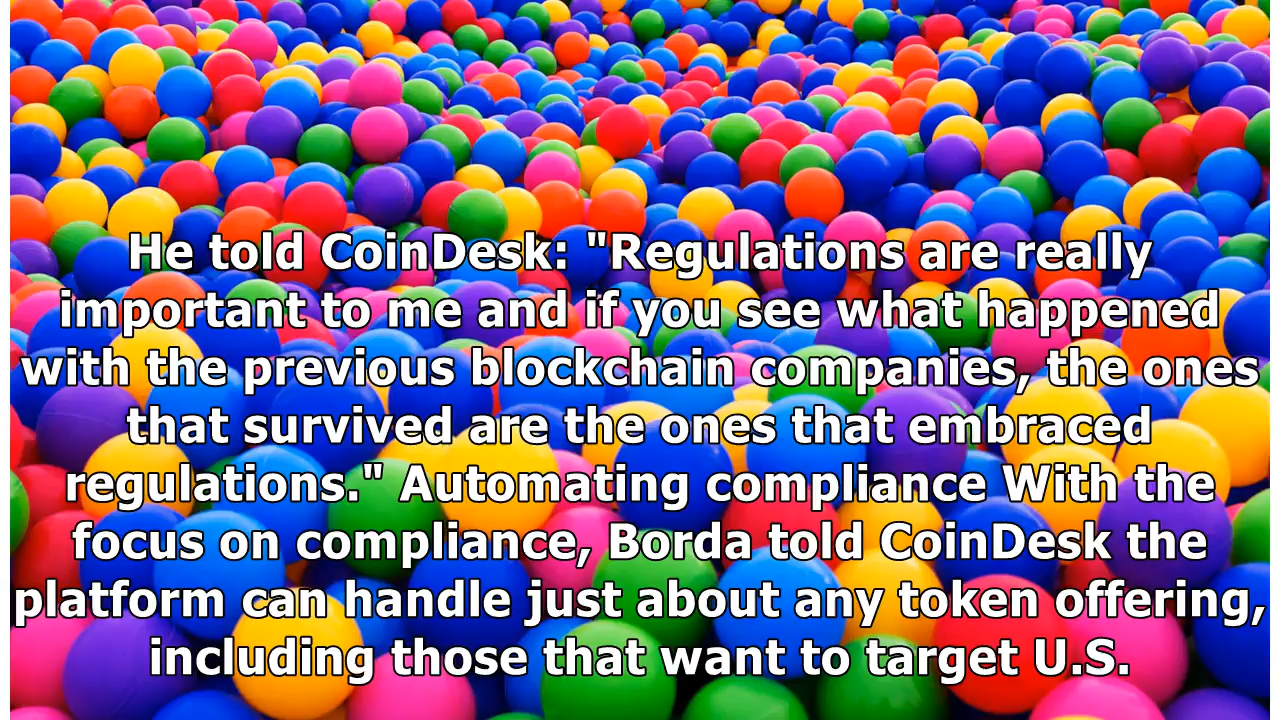 He told CoinDesk: "Regulations are really
important to me and if you see what happened
with the previous blockchain companies, the ones
that survived are the ones that embraced
regulations." Automating compliance With the
focus on compliance, Borda told CoinDesk the
platform can handle just about any token offering,
including those that want to target U.S.